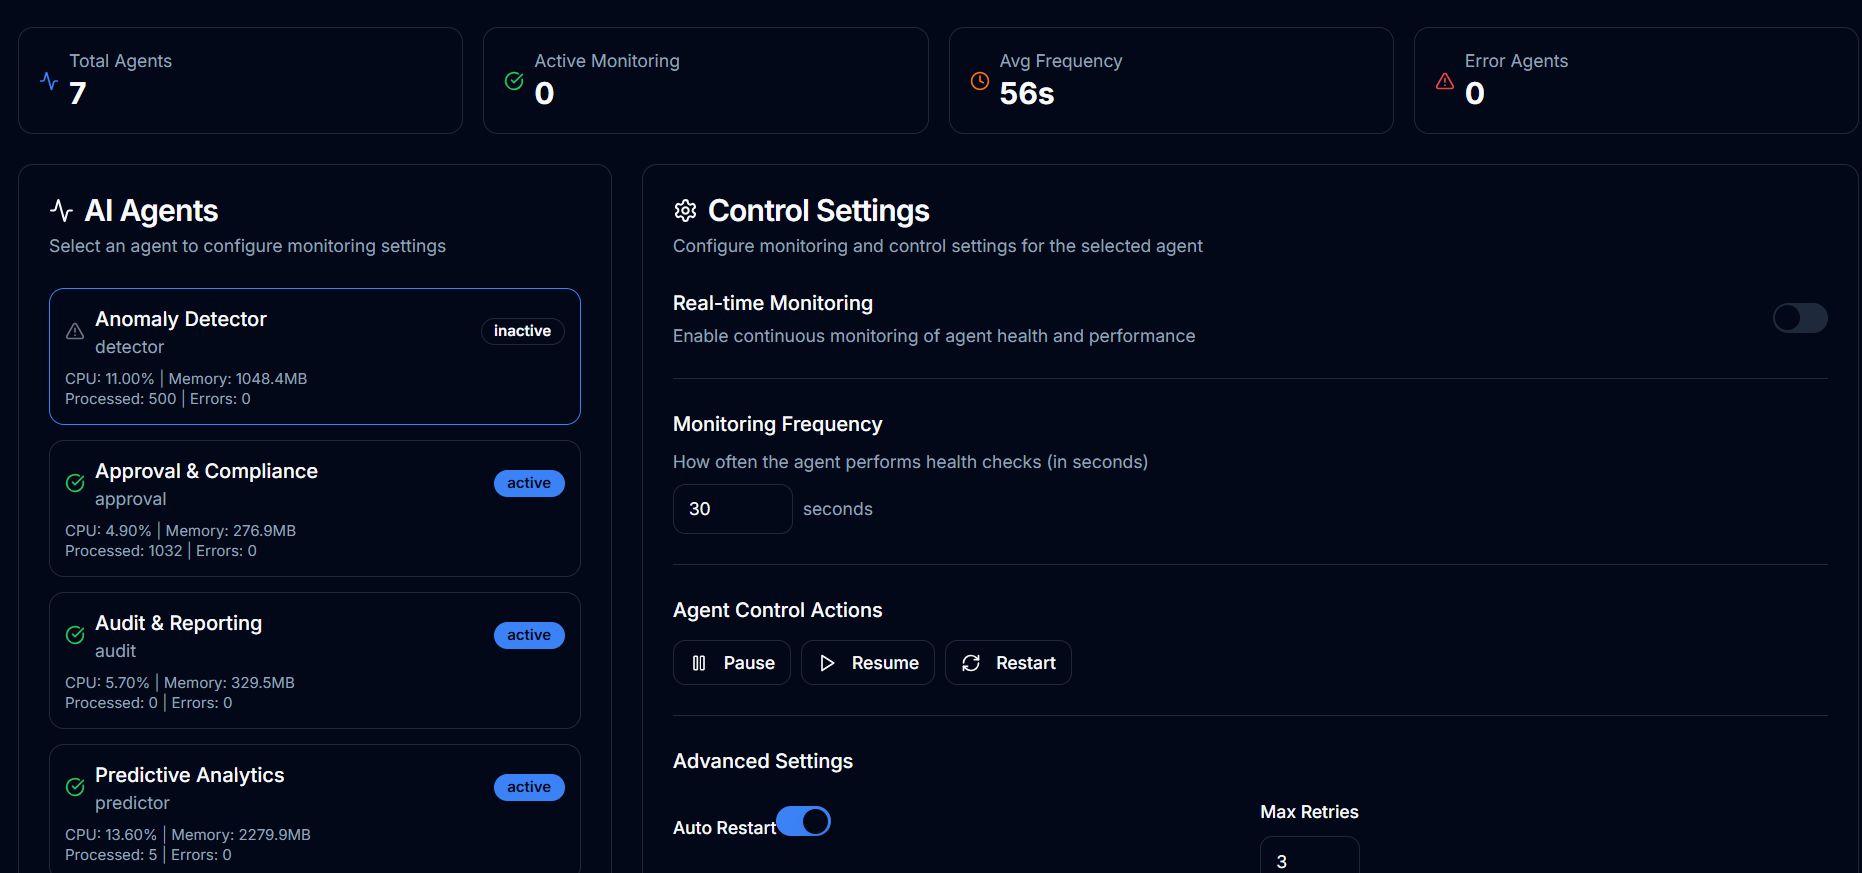 Total Agents
7
Active Monitoring
0
Avg Frequency
56s
Error Agents
0
AI Agents
Select an agent to configure monitoring settings
Anomaly Detector
detector
inactive
CPU: 11.00% | Memory: 1048.4MB
Processed: 500 | Errors: 0
Approval & Compliance
approval
active
CPU: 4.90% | Memory: 276.9MB
Processed: 1032 | Errors: 0
Audit & Reporting
audit
active
CPU: 5.70% | Memory: 329.5MB
Processed: 0 | Errors: 0
Predictive Analytics
predictor
active
CPU: 13.60% | Memory: 2279.9MB
Processed: 5 | Errors: 0
Control Settings
Configure monitoring and control settings for the selected agent
Real-time Monitoring
Enable continuous monitoring of agent health and performance
Monitoring Frequency
How often the agent performs health checks (in seconds)
30 seconds
Agent Control Actions
Pause Resume Restart
Advanced Settings
Auto Restart
Max Retries
3